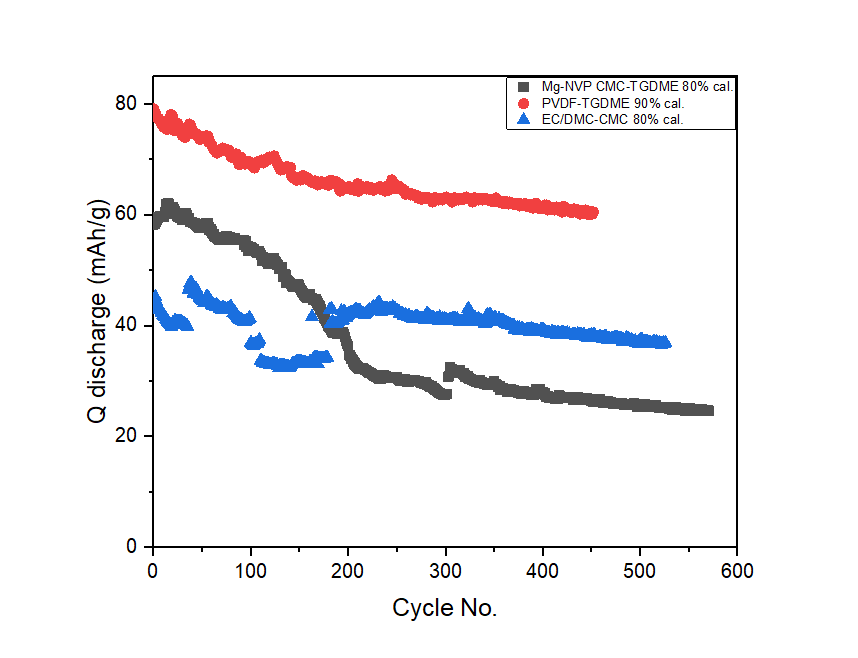 Mg-NVP CMC-TGDME 80% cal.
PVDF-TGDME 90% cal.
EC/DMC-CMC 80% cal.
80
60
40
20
0
Q discharge (mAh/g)
0 100 200 300 400 500 600
Cycle No.